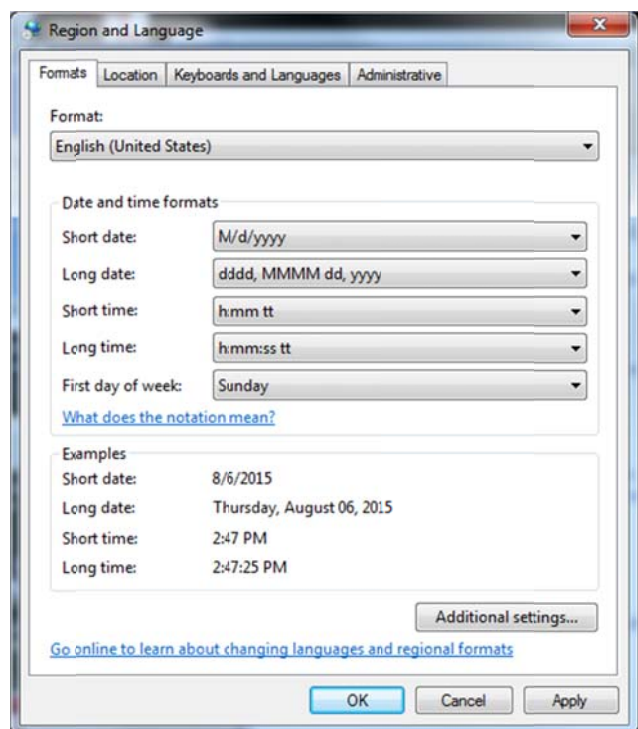 Region and Language
Formats Location Keyboards and Languages Administrative
Format:
English (United States)
Date and time formats
Short date: M/d/yyyy
Long date: dddd, MMMM dd, yyyy
Short time: h:mm tt
Long time: h:mm:ss tt
First day of week: Sunday
What does the notation mean?
Examples
Short date: 8/6/2015
Long date: Thursday, August 06, 2015
Short time: 2:47 PM
Long time: 2:47:25 PM
Additional settings...
Go online to learn about changing languages and regional formats
OK Cancel Apply